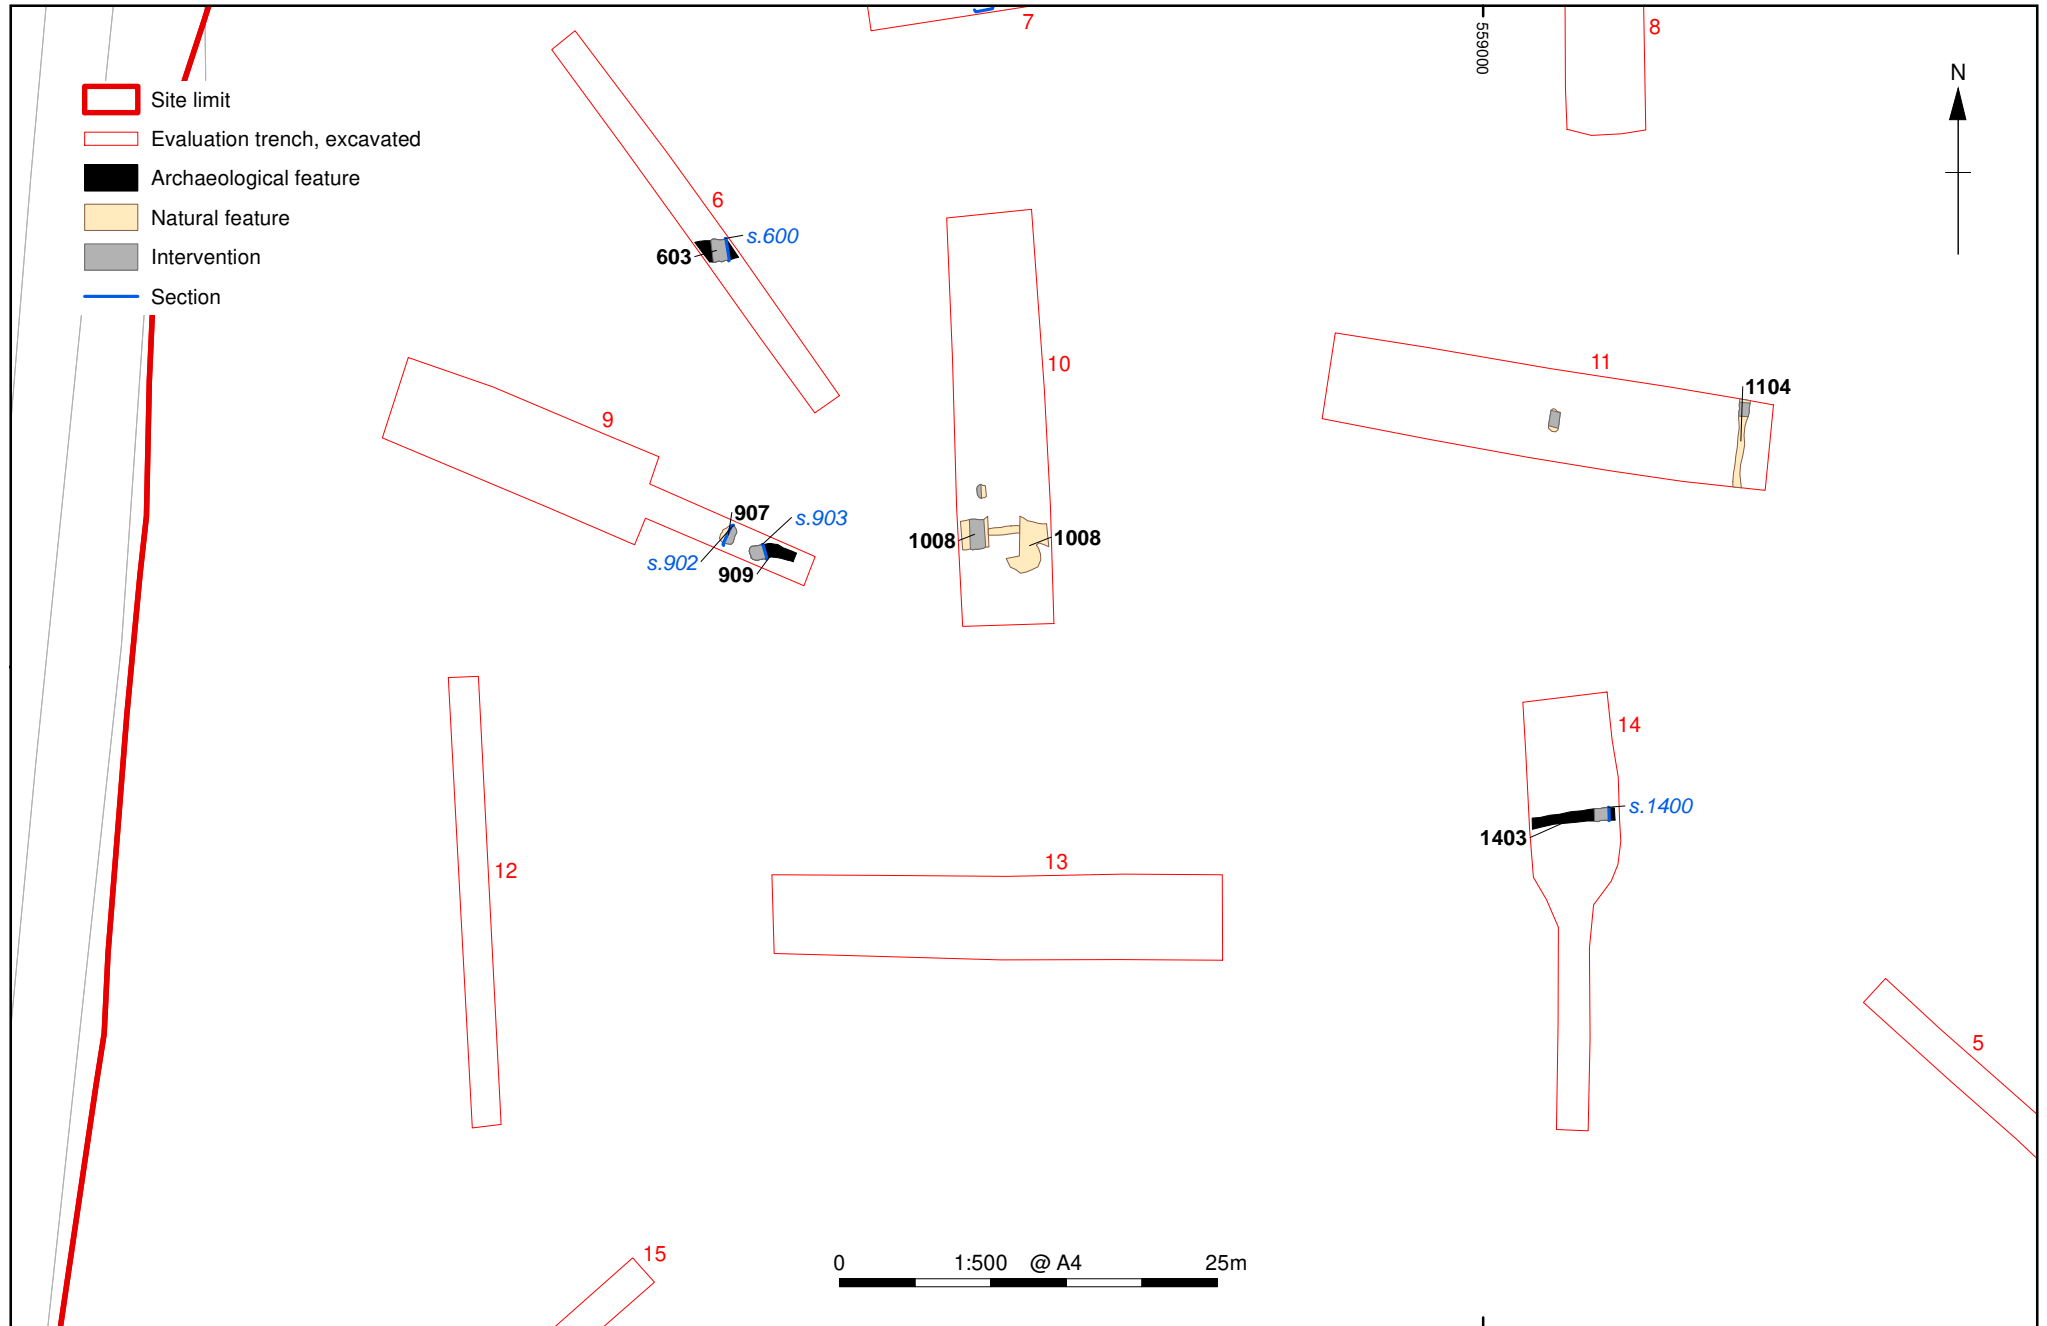 7
8
559000
N
Site limit
Evaluation trench, excavated
Archaeological feature
Natural feature
Intervention
Section
6
s.600
603
10
11
1104
9
907
s.903
s.902
909
1008
1008
14
s.1400
1403
12
13
5
15
0 1:500 @ A4 25m